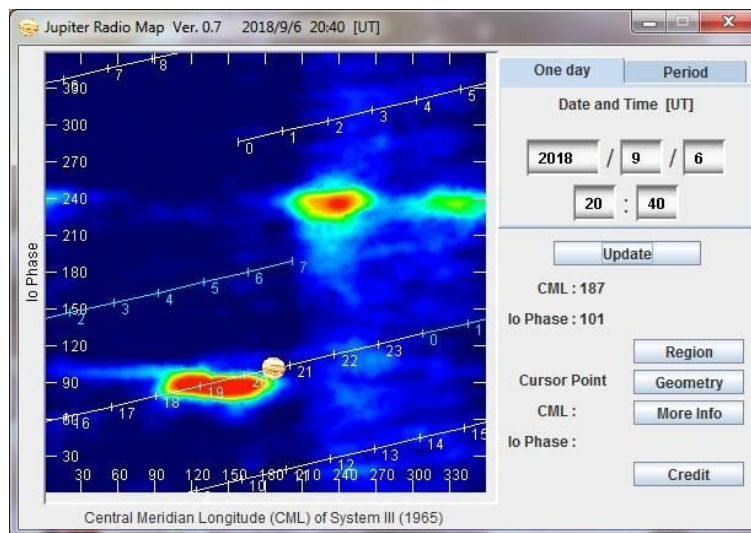 Jupiter Radio Map Ver. 0.7 2018/9/6 20:40 [UT]
One day Period
Date and Time [UT]
2018 / 9 / 6
20 : 40
Update
CML : 187
Io Phase : 101
Region
Cursor Point Geometry
CML : More Info
Io Phase :
Credit
Io Phase
6 7 8
330
300
270
240
210
180
150
120
90
60
30
0 1 2 3 4 5
2 3 4 5 6 7
16 17 18 19 20 21 22 23 0 1
10 12 13 14 15
30 60 90 120 150 180 210 240 270 300 330
Central Meridian Longitude (CML) of System III (1965)